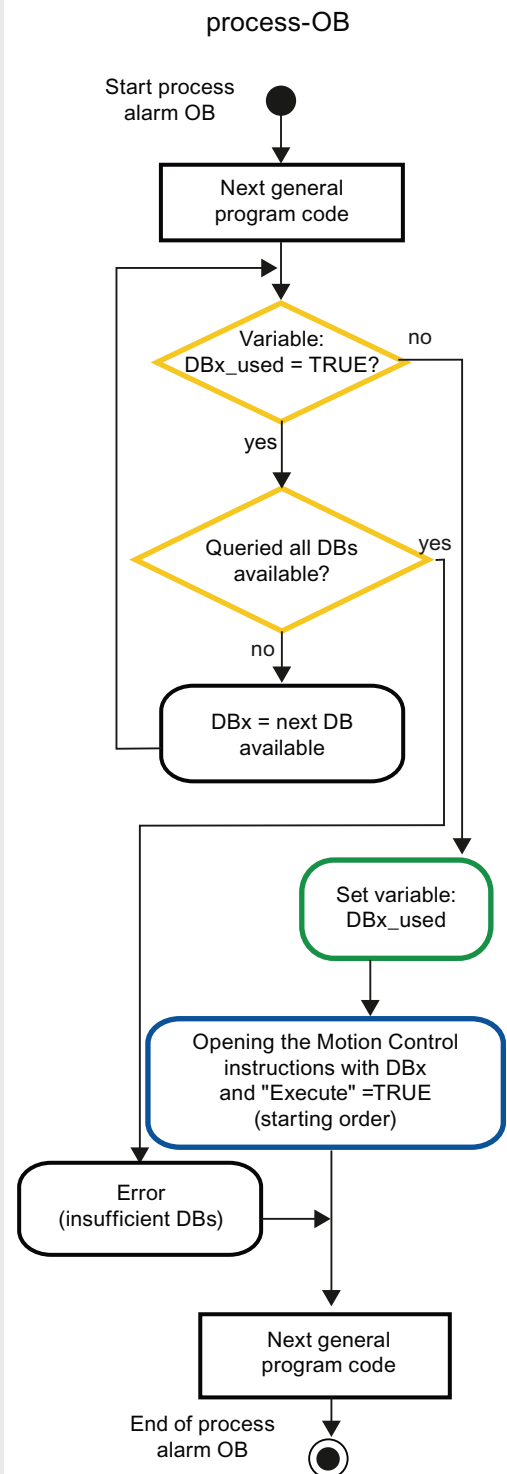 process-OB
Start process
alarm OB
Next general
program code
Variable:
DBx_used = TRUE?
no
yes
Queried all DBs
available?
yes
no
DBx = next DB
available
Set variable:
DBx_used
Opening the Motion Control
instructions with DBx
and "Execute" =TRUE
(starting order)
Error
(insufficient DBs)
Next general
program code
End of process
alarm OB